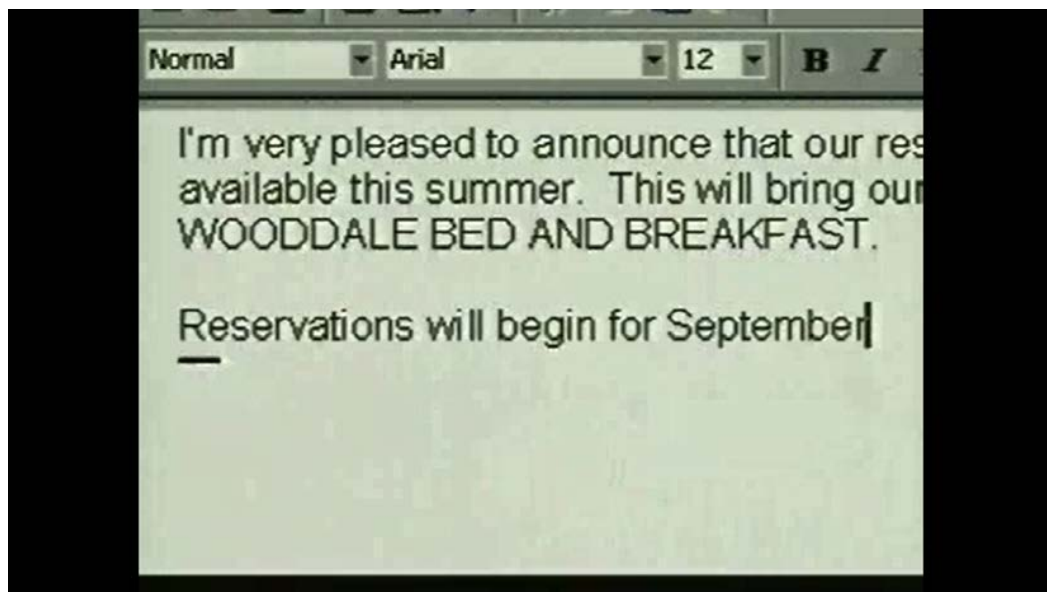 Normal Arial 12 B I
I'm very pleased to announce that our res
available this summer.  This will bring our
WOODDALE BED AND BREAKFAST.
Reservations will begin for September